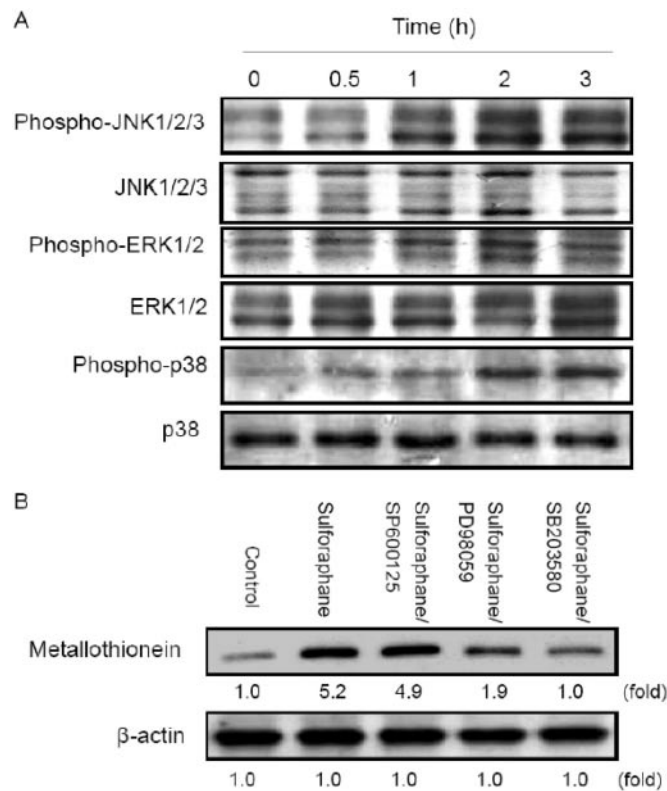 A
Time (h)
0 0.5 1 2 3
Phospho-JNK1/2/3
JNK1/2/3
Phospho-ERK1/2
ERK1/2
Phospho-p38
p38
B
Control
Sulforaphane
Sulforaphane/
SP600125
Sulforaphane/
PD98059
Sulforaphane/
SB203580
Metallothionein
1.0 5.2 4.9 1.9 1.0 (fold)
β-actin
1.0 1.0 1.0 1.0 1.0 (fold)